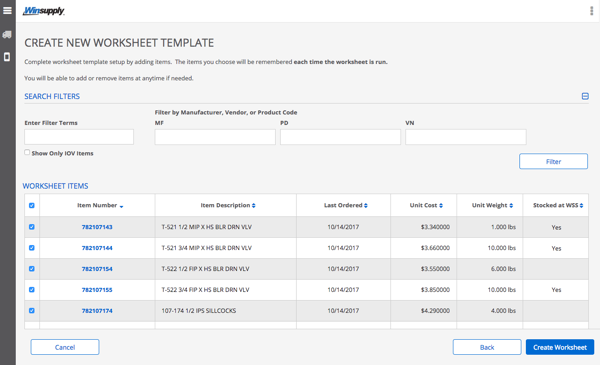 Winsupply
CREATE NEW WORKSHEET TEMPLATE
Complete worksheet template setup by adding items. The items you choose will be remembered each time the worksheet is run.
You will be able to add or remove items at anytime if needed.
SEARCH FILTERS
Filter by Manufacturer, Vendor, or Product Code
Enter Filter Terms MF PD VN
Show Only IOV Items
Filter
WORKSHEET ITEMS
Item Number Item Description Last Ordered Unit Cost Unit Weight Stocked at WSS
782107143 T-521 1/2 MIP X HS BLR DRN VLV 10/14/2017 $3.340000 1.000 lbs Yes
782107144 T-521 3/4 MIP X HS BLR DRN VLV 10/14/2017 $3.660000 10.000 lbs Yes
782107154 T-522 1/2 FIP X HS BLR DRN VLV 10/14/2017 $3.550000 6.000 lbs
782107155 T-522 3/4 FIP X HS BLR DRN VLV 10/14/2017 $3.850000 10.000 lbs Yes
782107174 107-174 1/2 IPS SILLCOCKS 10/14/2017 $4.290000 4.000 lbs
Cancel Back Create Worksheet